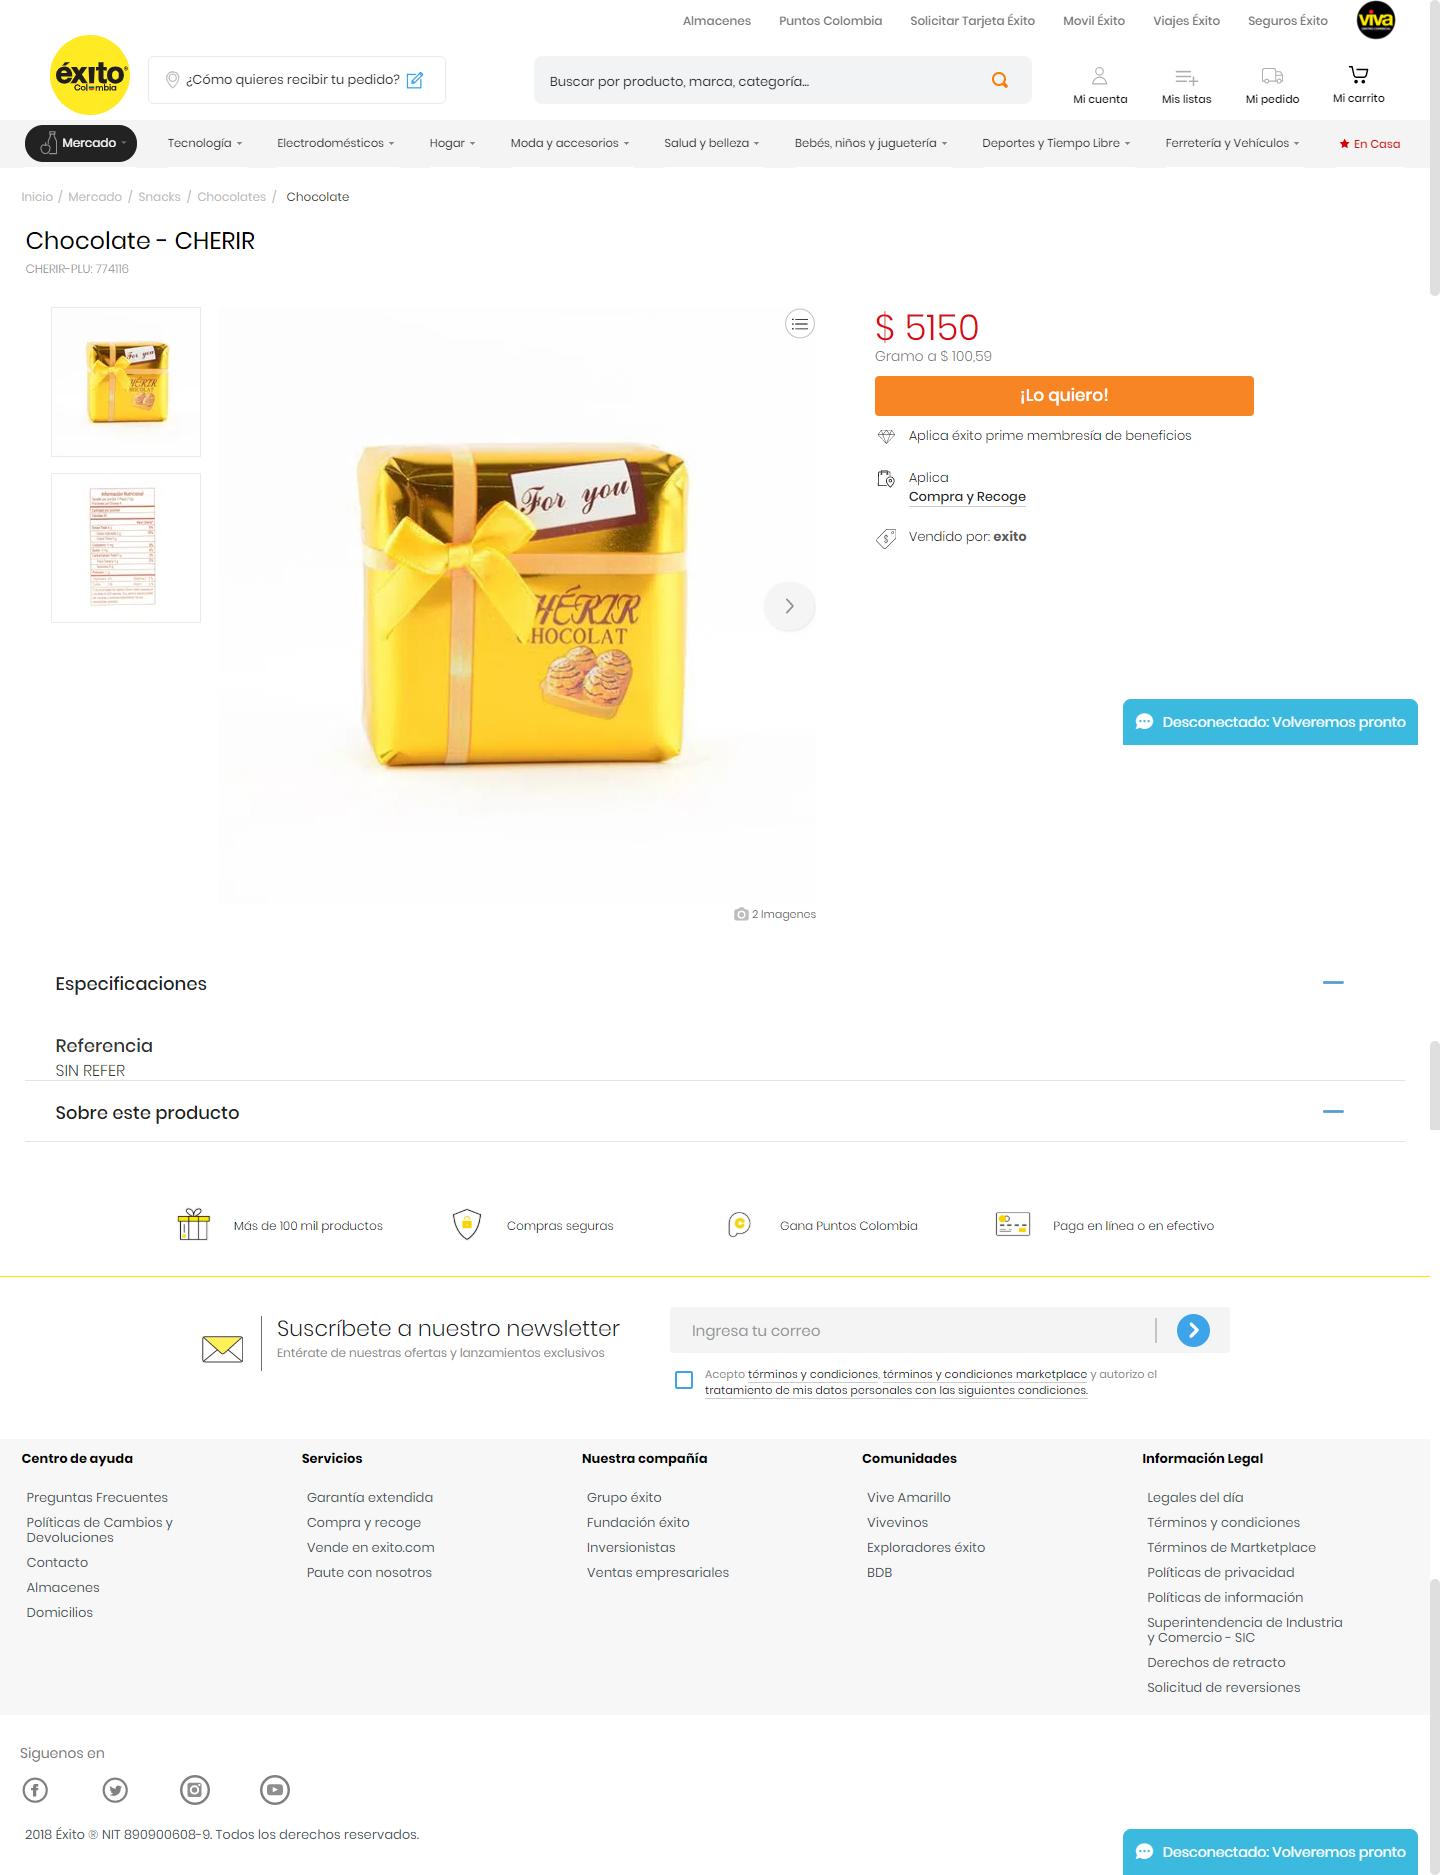 Almacenes Puntos Colombia Solicitar Tarjeta Éxito Movil Éxito Viajes Éxito Seguros Éxito viva
éxito
Colombia
¿Cómo quieres recibir tu pedido?
Buscar por producto, marca, categoría...
Mi cuenta Mis listas Mi pedido Mi carrito
Mercado Tecnología Electrodomésticos Hogar Moda y accesorios Salud y belleza Bebés, niños y juguetería Deportes y Tiempo Libre Ferretería y Vehículos En Casa
Inicio / Mercado / Snacks / Chocolates / Chocolate
Chocolate - CHERIR
CHERIR-PLU: 774116
For you
HÉRIR
CHOCOLAT
Información Nutricional
$ 5150
Gramo a $ 100,59
¡Lo quiero!
Aplica éxito prime membresía de beneficios
Aplica
Compra y Recoge
Vendido por: exito
Desconectado: Volveremos pronto
2 Imagenes
Especificaciones
Referencia
SIN REFER
Sobre este producto
Más de 100 mil productos
Compras seguras
Gana Puntos Colombia
Paga en línea o en efectivo
Suscríbete a nuestro newsletter
Entérate de nuestras ofertas y lanzamientos exclusivos
Ingresa tu correo
Acepto términos y condiciones, términos y condiciones marketplace y autorizo el
tratamiento de mis datos personales con las siguientes condiciones.
Centro de ayuda
Preguntas Frecuentes
Políticas de Cambios y
Devoluciones
Contacto
Almacenes
Domicilios
Servicios
Garantía extendida
Compra y recoge
Vende en exito.com
Paute con nosotros
Nuestra compañía
Grupo éxito
Fundación éxito
Inversionistas
Ventas empresariales
Comunidades
Vive Amarillo
Vivevinos
Exploradores éxito
BDB
Información Legal
Legales del día
Términos y condiciones
Términos de Martketplace
Políticas de privacidad
Políticas de información
Superintendencia de Industria
y Comercio - SIC
Derechos de retracto
Solicitud de reversiones
Siguenos en
2018 Éxito ® NIT 890900608-9. Todos los derechos reservados.
Desconectado: Volveremos pronto